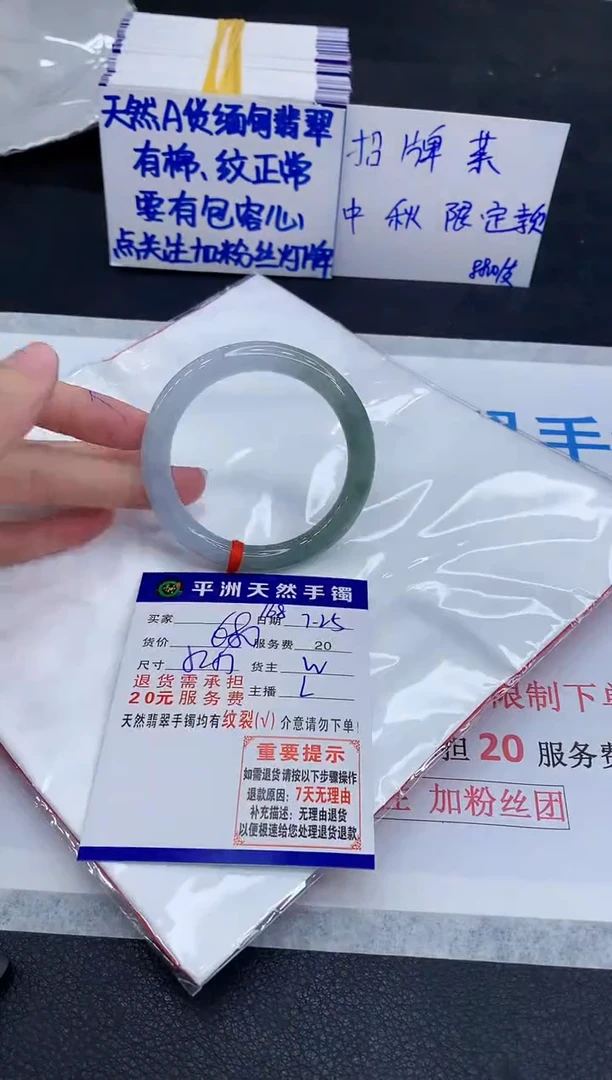 天然A货缅甸翡翠
有棉、纹正常
要有包容心
点关注加粉丝灯牌
招牌菜
中秋限定款
手
平洲天然手镯
买家 日期 7-25
168
货价 680 服务费 20
尺寸 货主 W
退货需承担
20元服务费 主播 L
天然翡翠手镯均有纹裂(√) 介意请勿下单!
重要提示
如需退货请按以下步骤操作
退款原因: 7天无理由
补充描述: 无理由退货
以便极速给您处理退货退款
限制下单
担 20 服务费
注 加粉丝团